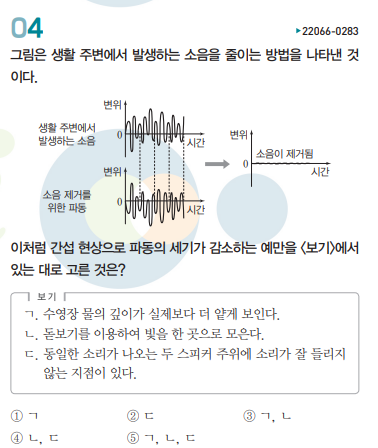 04
▶22066-0283
그림은 생활 주변에서 발생하는 소음을 줄이는 방법을 나타낸 것
이다.
변위
생활 주변에서
발생하는 소음
0
시간
변위
소음 제거를
위한 파동
0
시간
변위
소음이 제거됨
0
시간
이처럼 간섭 현상으로 파동의 세기가 감소하는 예만을 〈보기〉에서
있는 대로 고른 것은?
보기
ㄱ. 수영장 물의 깊이가 실제보다 더 얕게 보인다.
ㄴ. 돋보기를 이용하여 빛을 한 곳으로 모은다.
ㄷ. 동일한 소리가 나오는 두 스피커 주위에 소리가 잘 들리지
않는 지점이 있다.
① ㄱ ② ㄷ ③ ㄱ, ㄴ
④ ㄴ, ㄷ ⑤ ㄱ, ㄴ, ㄷ